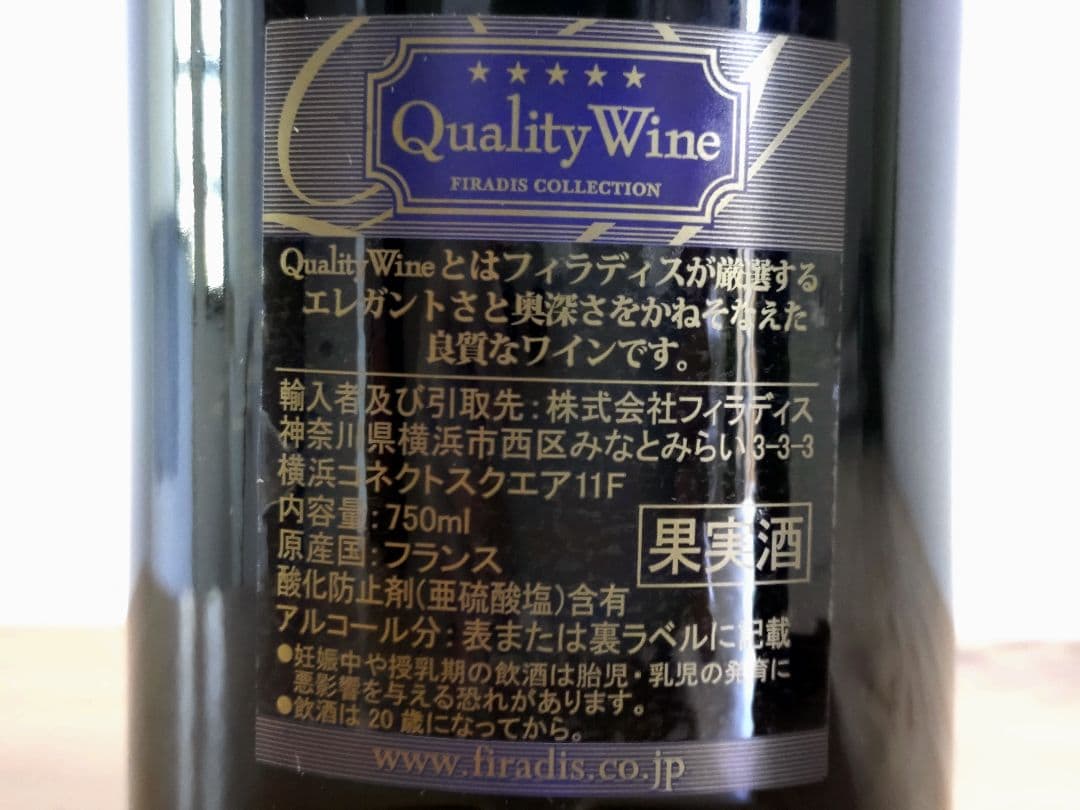 ★★★★★
Quality Wine
FIRADIS COLLECTION
Quality Wineとはフィラディスが厳選する
エレガントさと奥深さをかねそなえた
良質なワインです。
輸入者及び引取先:株式会社フィラディス
神奈川県横浜市西区みなとみらい3-3-3
横浜コネクトスクエア11F
内容量:750ml
原産国:フランス
果実酒
酸化防止剤(亜硫酸塩)含有
アルコール分:表または裏ラベルに記載
●妊娠中や授乳期の飲酒は胎児・乳児の発育に
悪影響を与える恐れがあります。
●飲酒は20歳になってから。
www.firadis.co.jp